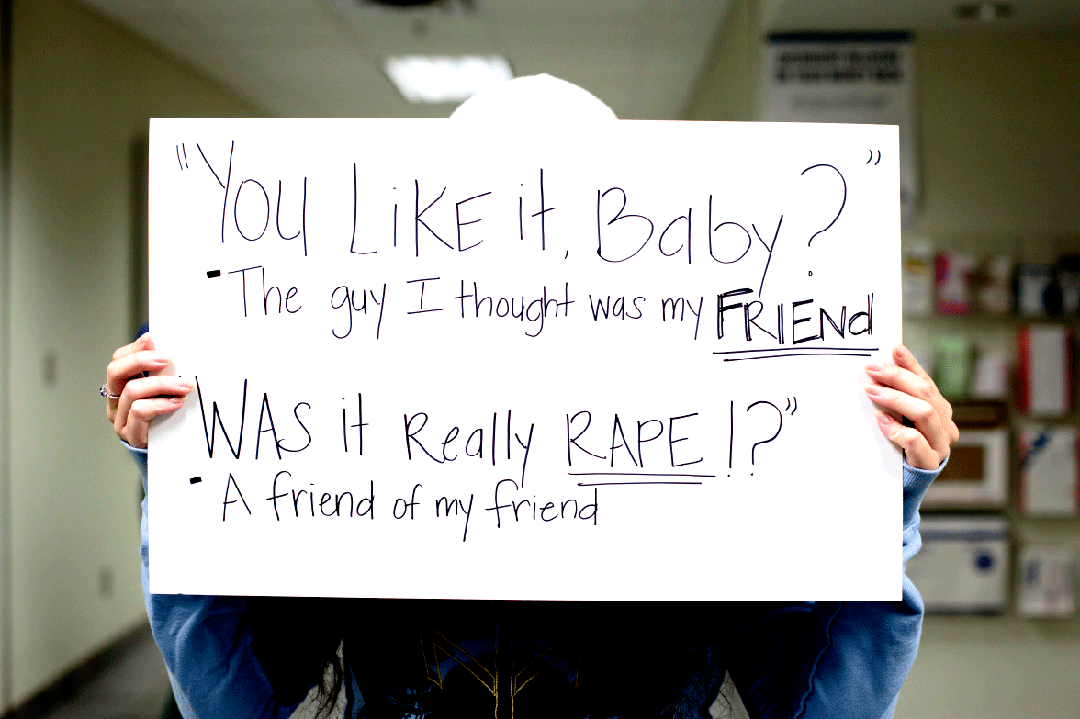 "You Like it, Baby?"
- The guy I thought was my FRIENd
"WAS it Really RAPE!?"
- A friend of my friend